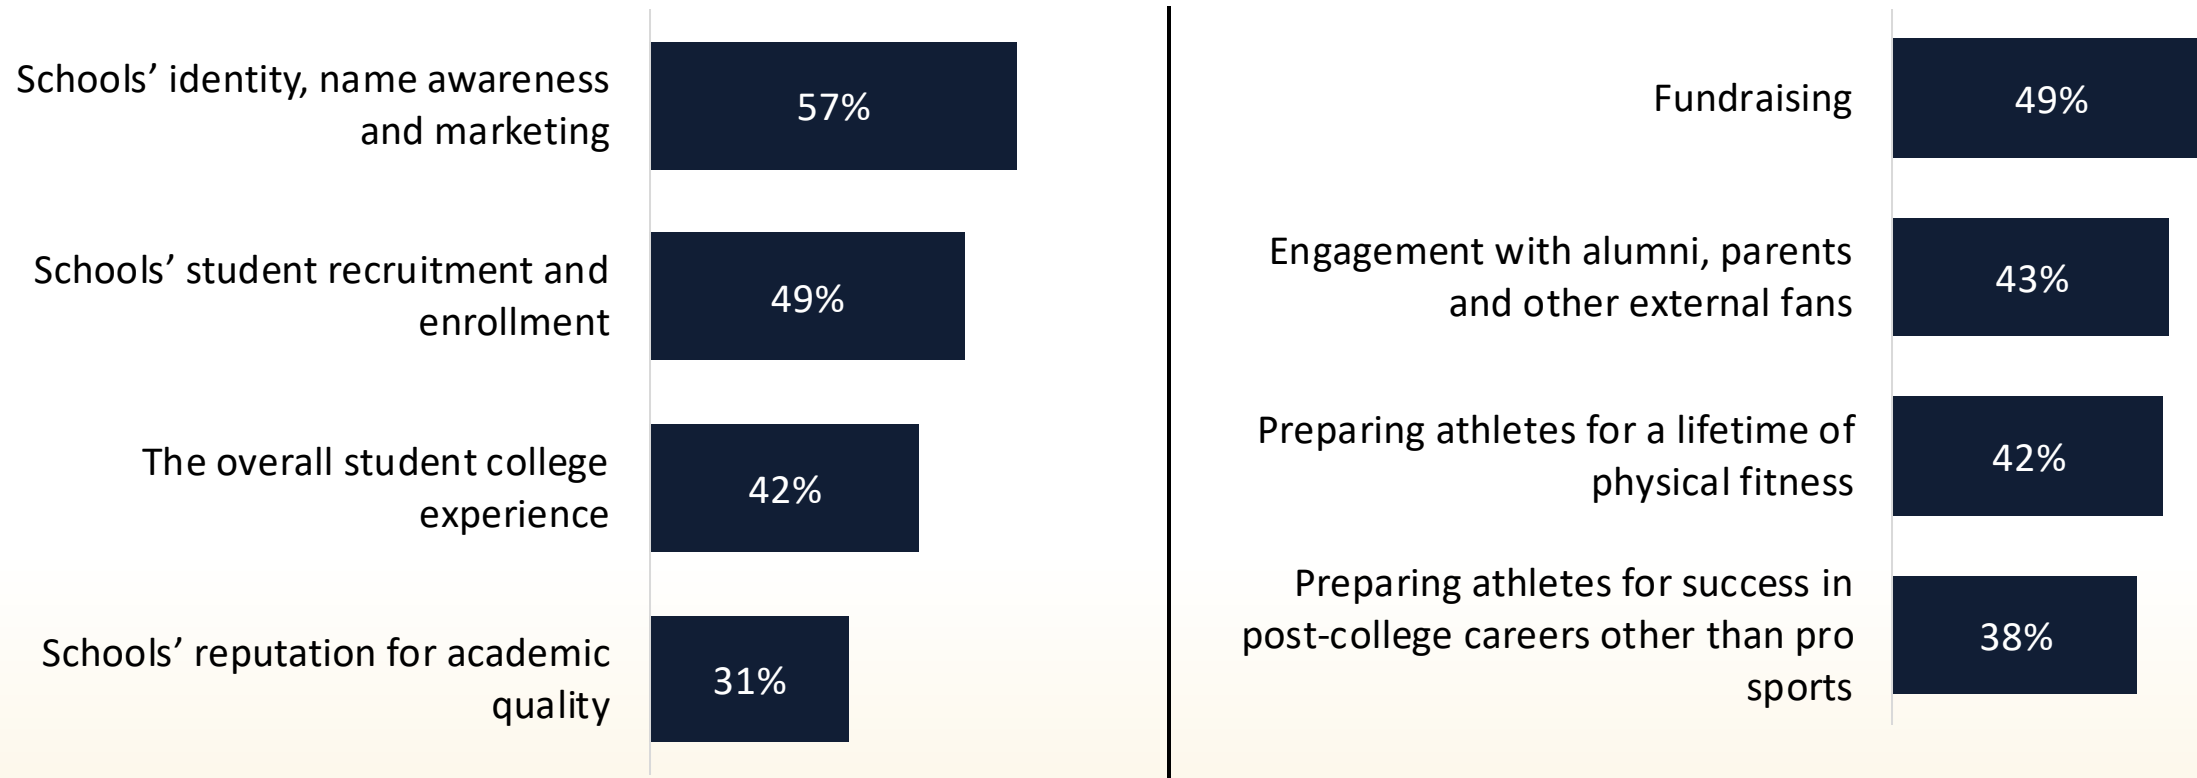 Schools’ identity, name awareness
and marketing
57%
Schools’ student recruitment and
enrollment
49%
The overall student college
experience
42%
Schools’ reputation for academic
quality
31%
Fundraising
49%
Engagement with alumni, parents
and other external fans
43%
Preparing athletes for a lifetime of
physical fitness
42%
Preparing athletes for success in
post-college careers other than pro
sports
38%